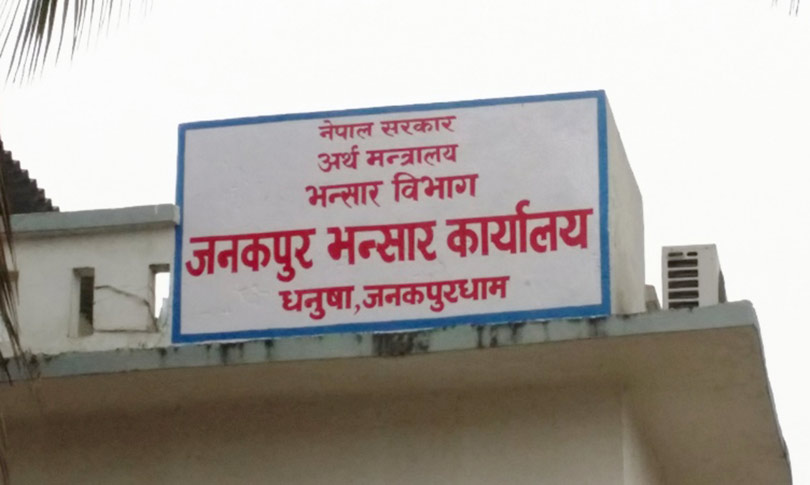 नेपाल सरकार
अर्थ मन्त्रालय
भन्सार विभाग
जनकपुर भन्सार कार्यालय
धनुषा,जनकपुरधाम